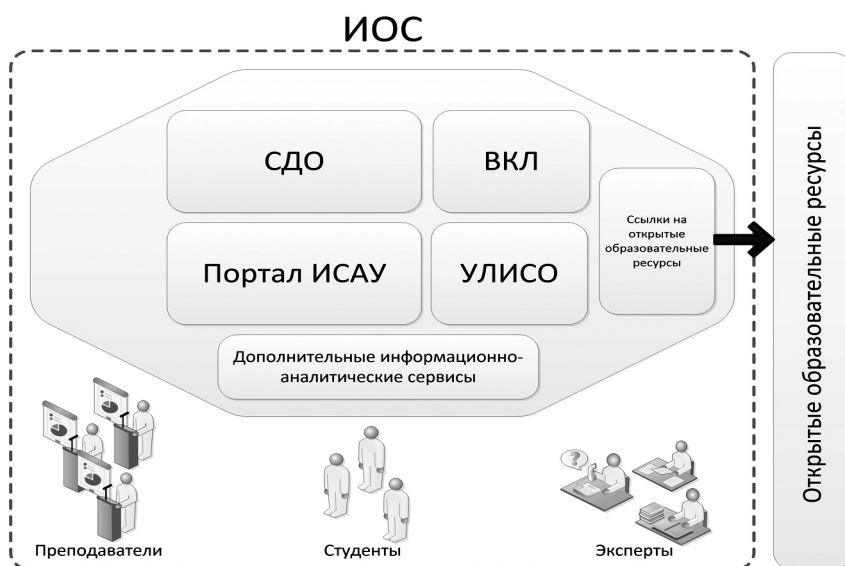 ИОС
СДО
ВКЛ
Портал ИСАУ
УЛИСО
Ссылки на
открытые
образовательные
ресурсы
Дополнительные информационно-
аналитические сервисы
Преподаватели
Студенты
Эксперты
Открытые образовательные ресурсы